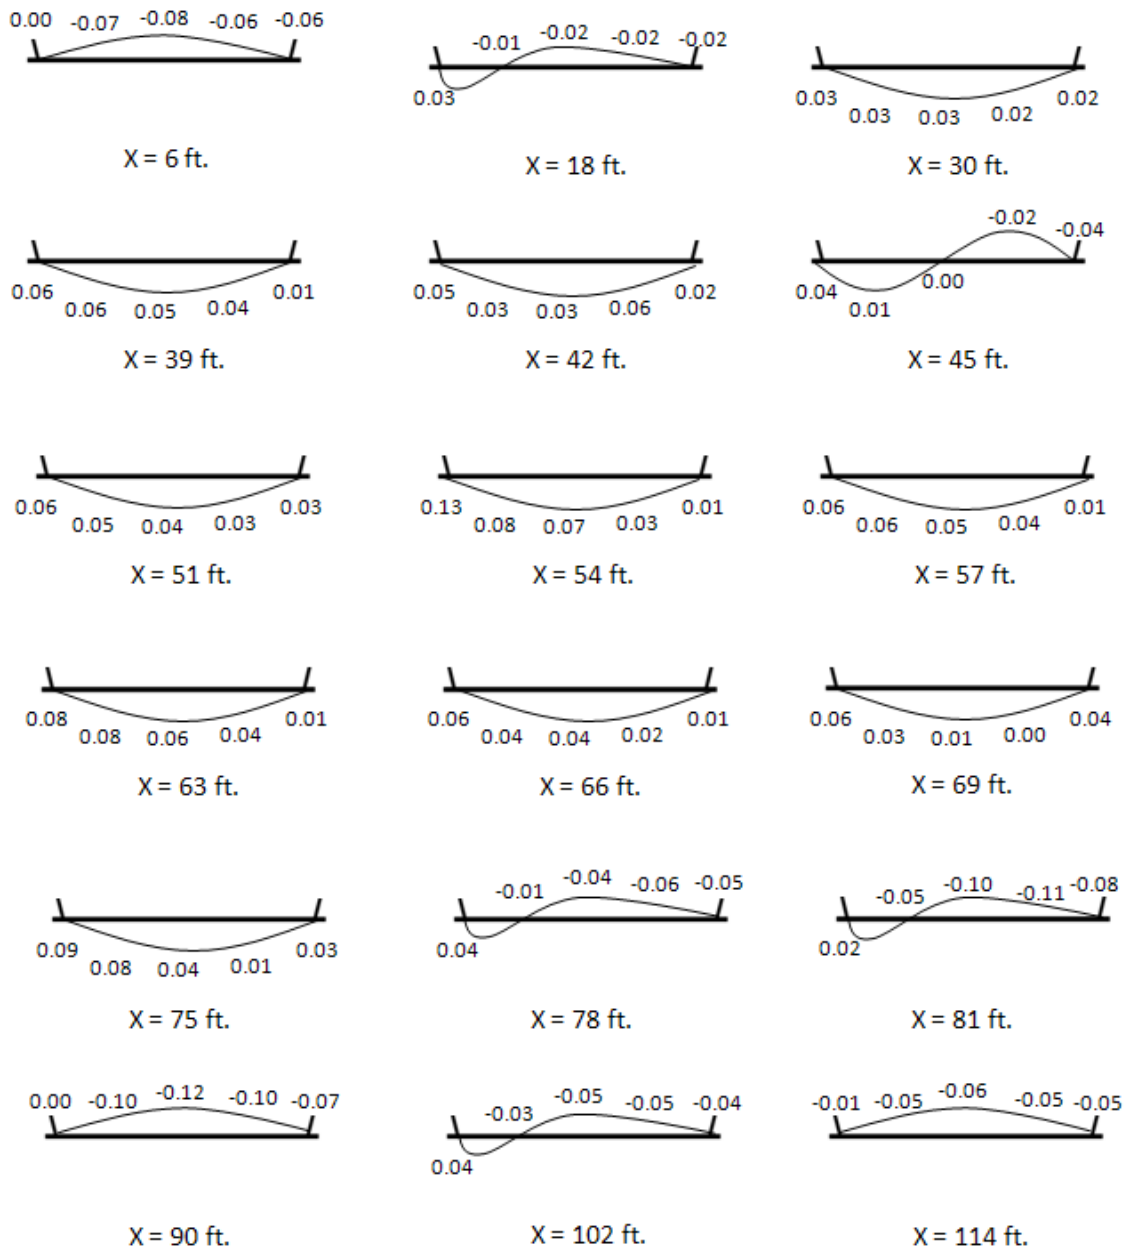 0.00 -0.07 -0.08 -0.06 -0.06
0.03 -0.01 -0.02 -0.02 -0.02
0.03 0.03 0.03 0.02 0.02
X = 6 ft. X = 18 ft. X = 30 ft.
0.06 0.06 0.05 0.04 0.01
0.05 0.03 0.03 0.06 0.02
0.04 0.01 0.00 -0.02 -0.04
X = 39 ft. X = 42 ft. X = 45 ft.
0.06 0.05 0.04 0.03 0.03
0.13 0.08 0.07 0.03 0.01
0.06 0.06 0.05 0.04 0.01
X = 51 ft. X = 54 ft. X = 57 ft.
0.08 0.08 0.06 0.04 0.01
0.06 0.04 0.04 0.02 0.01
0.06 0.03 0.01 0.00 0.04
X = 63 ft. X = 66 ft. X = 69 ft.
0.09 0.08 0.04 0.01 0.03
0.04 -0.01 -0.04 -0.06 -0.05
0.02 -0.05 -0.10 -0.11 -0.08
X = 75 ft. X = 78 ft. X = 81 ft.
0.00 -0.10 -0.12 -0.10 -0.07
0.04 -0.03 -0.05 -0.05 -0.04
-0.01 -0.05 -0.06 -0.05 -0.05
X = 90 ft. X = 102 ft. X = 114 ft.